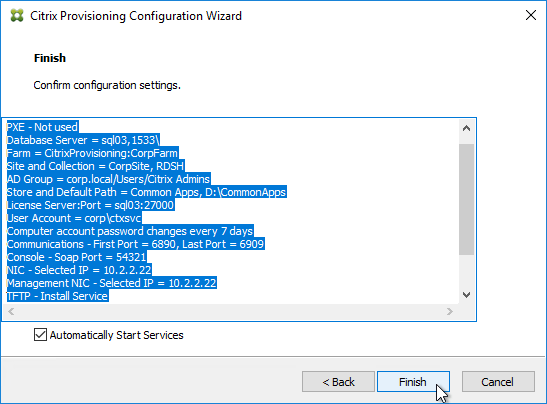 Citrix Provisioning Configuration Wizard
Finish
Confirm configuration settings.
PXE - Not used
Database Server = sql03,1533\
Farm = CitrixProvisioning:CorpFarm
Site and Collection = CorpSite, RDSH
AD Group = corp.local/Users/Citrix Admins
Store and Default Path = Common Apps, D:\CommonApps
License Server:Port = sql03:27000
User Account = corp\ctxsvc
Computer account password changes every 7 days
Communications - First Port = 6890, Last Port = 6909
Console - Soap Port = 54321
NIC - Selected IP = 10.2.2.22
Management NIC - Selected IP = 10.2.2.22
TFTP - Install Service
Automatically Start Services
< Back Finish Cancel